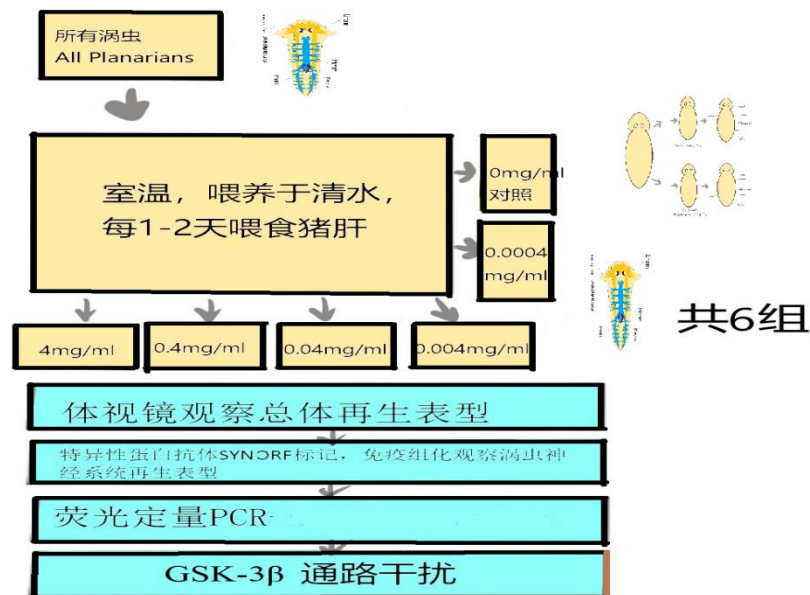 所有涡虫
All Planarians
室温，喂养于清水，
每1-2天喂食猪肝
0mg/ml
对照
0.0004
mg/ml
共6组
4mg/ml
0.4mg/ml
0.04mg/ml
0.004mg/ml
体视镜观察总体再生表型
特异性蛋白抗体SYNORF标记，免疫组化观察涡虫神
经系统再生表型
荧光定量PCR-
GSK-3β 通路干扰